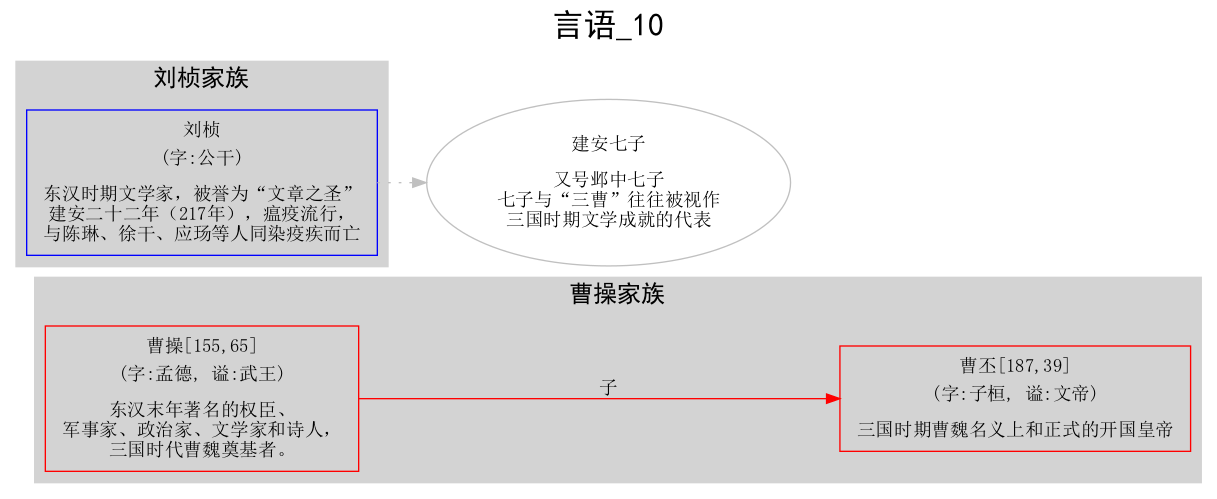 言语_10
刘桢家族
刘桢
(字:公干)
东汉时期文学家，被誉为“文章之圣”
建安二十二年（217年），瘟疫流行，
与陈琳、徐干、应玚等人同染疫疾而亡
建安七子
又号邺中七子
七子与“三曹”往往被视作
三国时期文学成就的代表
曹操家族
曹操[155,65]
(字:孟德, 谥:武王)
东汉末年著名的权臣、
军事家、政治家、文学家和诗人，
三国时代曹魏奠基者。
子
曹丕[187,39]
(字:子桓, 谥:文帝)
三国时期曹魏名义上和正式的开国皇帝